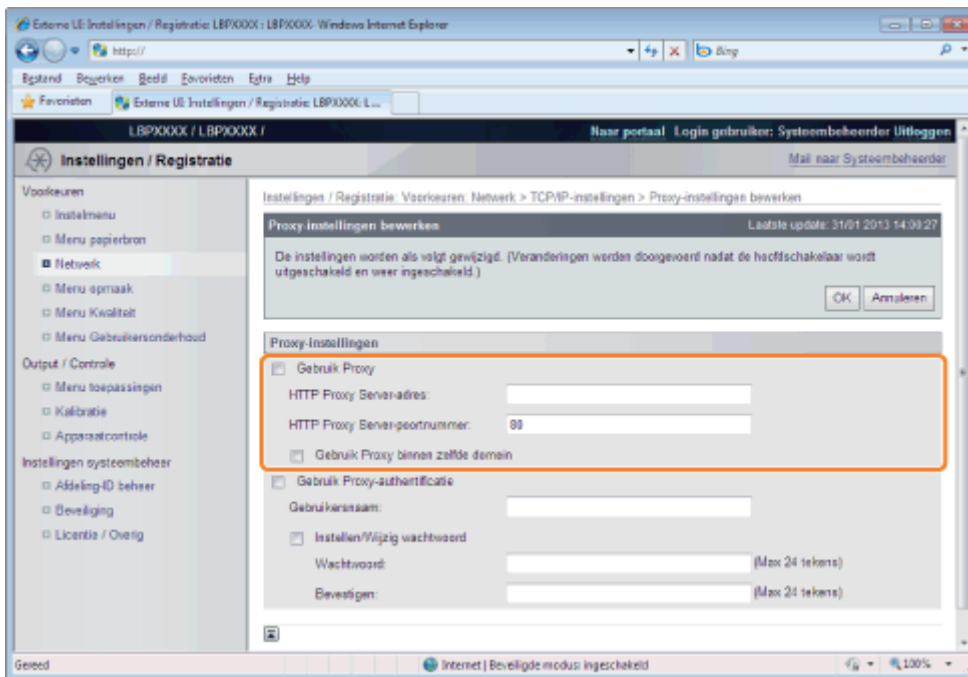 Externe UI: Instellingen / Registratie: LBPXXXX : LBPXXXX- Windows Internet Explorer
http://
Bing
Bestand Bewerken Beeld Favorieten Extra Help
Favorieten
Externe UI: Instellingen / Registratie: LBPXXXX: L...
LBPXXXX / LBPXXXX /
Naar portaal Login gebruiker: Systeembeheerder Uitloggen
Instellingen / Registratie
Mail naar Systeembeheerder
Voorkeuren
Instelmenu
Menu papierbron
Netwerk
Menu opmaak
Menu Kwaliteit
Menu Gebruikersonderhoud
Output / Controle
Menu toepassingen
Kalibratie
Apparaatcontrole
Instellingen systeembeheer
Afdeling-ID beheer
Beveiliging
Licentie / Overig
Instellingen / Registratie: Voorkeuren: Netwerk > TCP/IP-instellingen > Proxy-instellingen bewerken
Proxy-instellingen bewerken
Laatste update: 31/01 2013 14:08:27
De instellingen worden als volgt gewijzigd. (Veranderingen worden doorgevoerd nadat de hoofdschakelaar wordt
uitgeschakeld en weer ingeschakeld.)
OK Annuleren
Proxy-instellingen
Gebruik Proxy
HTTP Proxy Server-adres:
HTTP Proxy Server-poortnummer: 80
Gebruik Proxy binnen zelfde domein
Gebruik Proxy-authentificatie
Gebruikersnaam:
Instellen/Wijzig wachtwoord
Wachtwoord: (Max 24 tekens)
Bevestigen: (Max 24 tekens)
Gereed
Internet | Beveiligde modus: ingeschakeld
100%